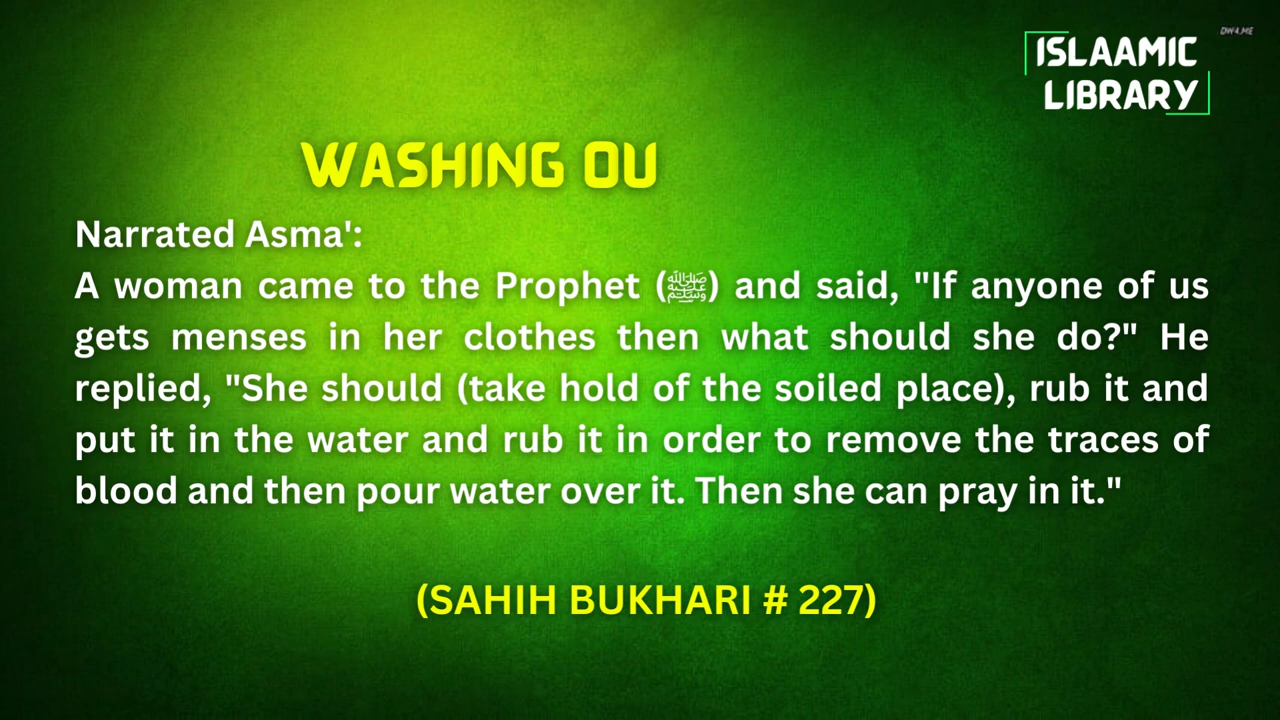 DW4.ME
ISLAAMIC
LIBRARY
WASHING OU
Narrated Asma':
A woman came to the Prophet (ﷺ) and said, "If anyone of us
gets menses in her clothes then what should she do?" He
replied, "She should (take hold of the soiled place), rub it and
put it in the water and rub it in order to remove the traces of
blood and then pour water over it. Then she can pray in it."
(SAHIH BUKHARI # 227)